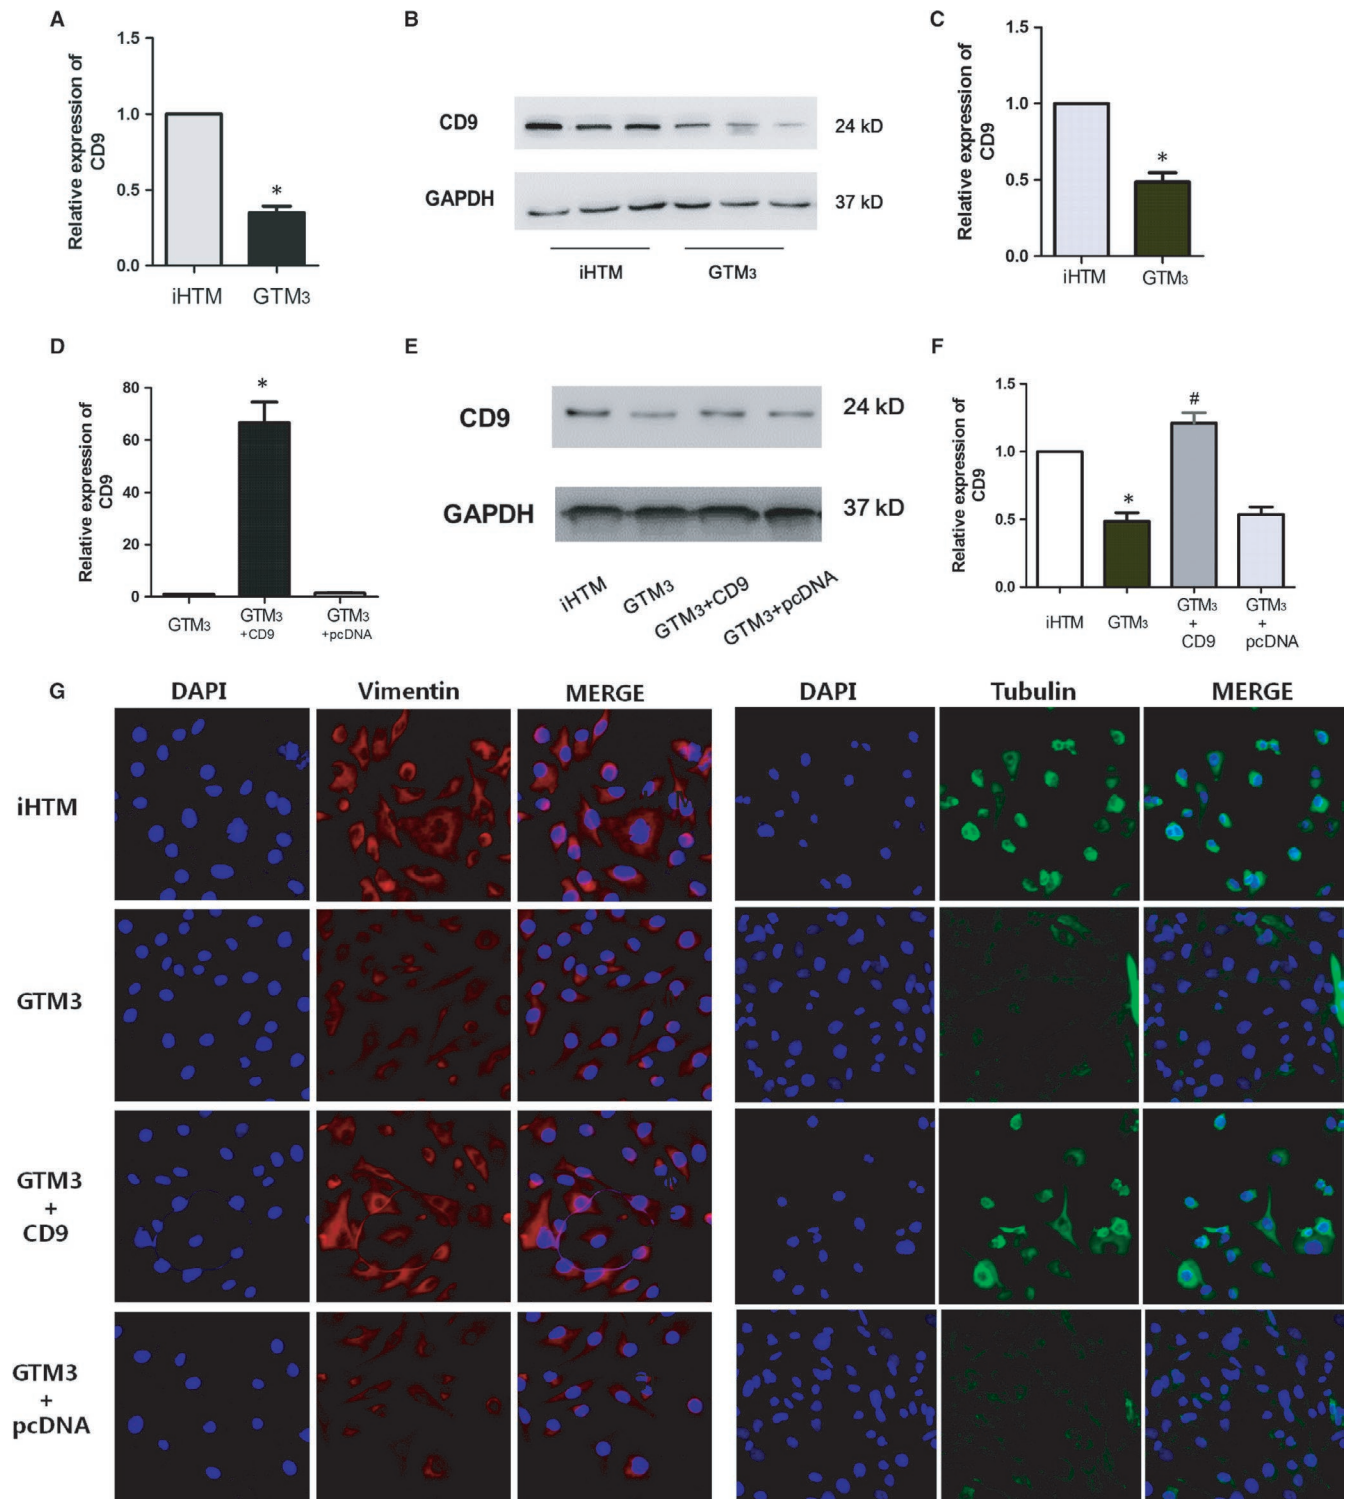 A
Relative expression of
CD9
1.5
1.0
0.5
0.0
*
iHTM
GTM3
B
CD9
24 kD
GAPDH
37 kD
iHTM
GTM3
C
Relative expression of
CD9
1.5
1.0
0.5
0.0
*
iHTM
GTM3
D
Relative expression of
CD9
80
60
40
20
0
*
GTM3
GTM3
+CD9
GTM3
+pcDNA
E
CD9
24 kD
GAPDH
37 kD
iHTM
GTM3
GTM3+CD9
GTM3+pcDNA
F
Relative expression of
CD9
1.5
1.0
0.5
0.0
*
#
iHTM
GTM3
GTM3
+
CD9
GTM3
+
pcDNA
G
DAPI
Vimentin
MERGE
DAPI
Tubulin
MERGE
iHTM
GTM3
GTM3
+
CD9
GTM3
+
pcDNA